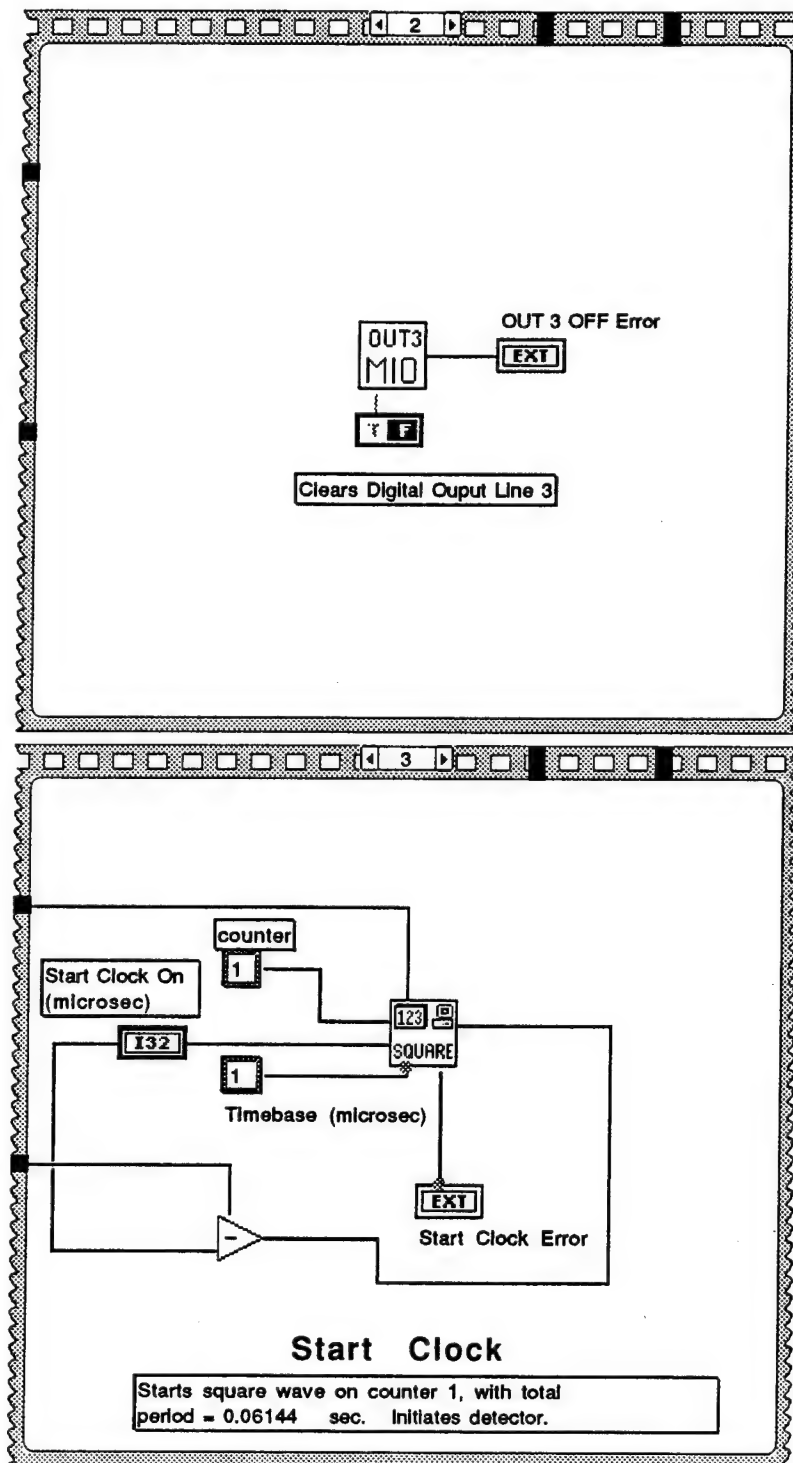 2
OUT 3 OFF Error
OUT3
MIO
EXT
T F
Clears Digital Ouput Line 3
3
counter
1
Start Clock On
(microsec)
I32
123
SQUARE
1
Timebase (microsec)
-
EXT
Start Clock Error
Start Clock
Starts square wave on counter 1, with total
period = 0.06144 sec. Initiates detector.